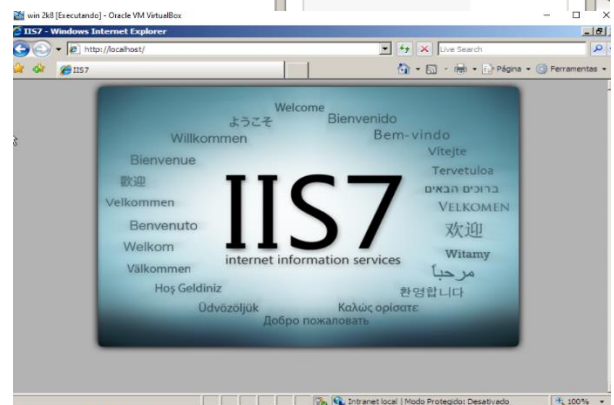 win 2k8 [Executando] - Oracle VM VirtualBox
IIS7 - Windows Internet Explorer
http://localhost/
Live Search
IIS7
Página
Ferramentas
Welcome
ようこそ
Bienvenido
Willkommen
Bem-vindo
Bienvenue
Vítejte
Tervetuloa
歡迎
ברוכים הבאים
Velkommen
VELKOMEN
IIS7
Benvenuto
欢迎
Welkom
Witamy
internet information services
Välkommen
مرحباً
Hoş Geldiniz
환영합니다
Üdvözöljük
Καλώς ορίσατε
Добро пожаловать
Intranet local | Modo Protegido: Desativado
100%